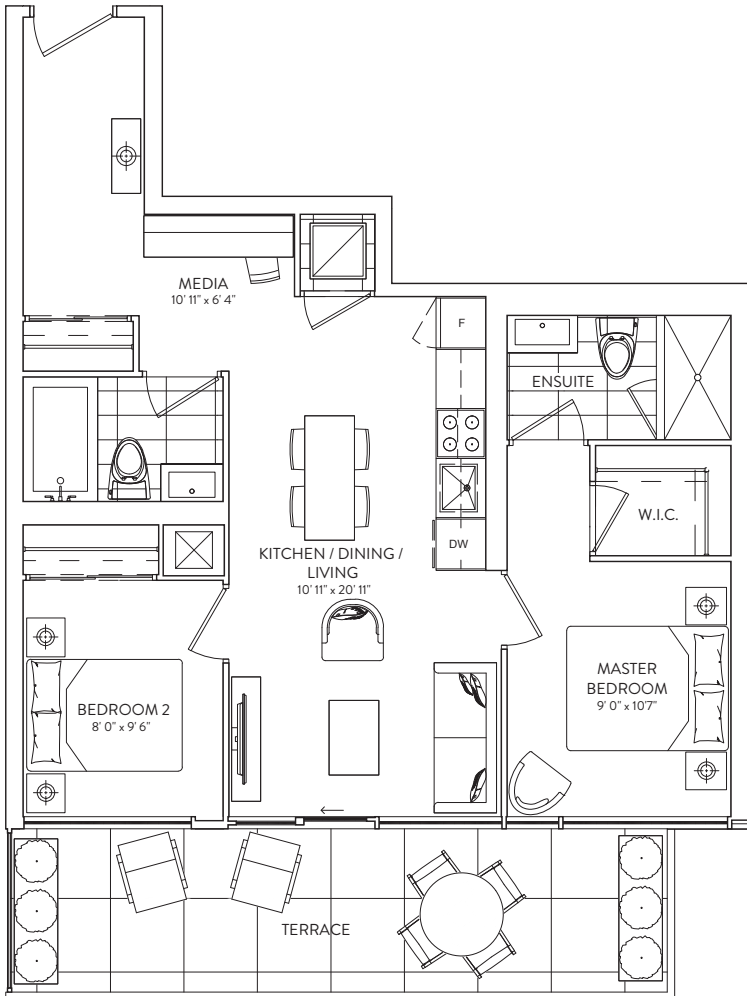 MEDIA
10' 11" x 6' 4"
F
ENSUITE
W.I.C.
DW
KITCHEN / DINING /
LIVING
10' 11" x 20' 11"
BEDROOM 2
8' 0" x 9' 6"
MASTER
BEDROOM
9' 0" x 10'7"
TERRACE